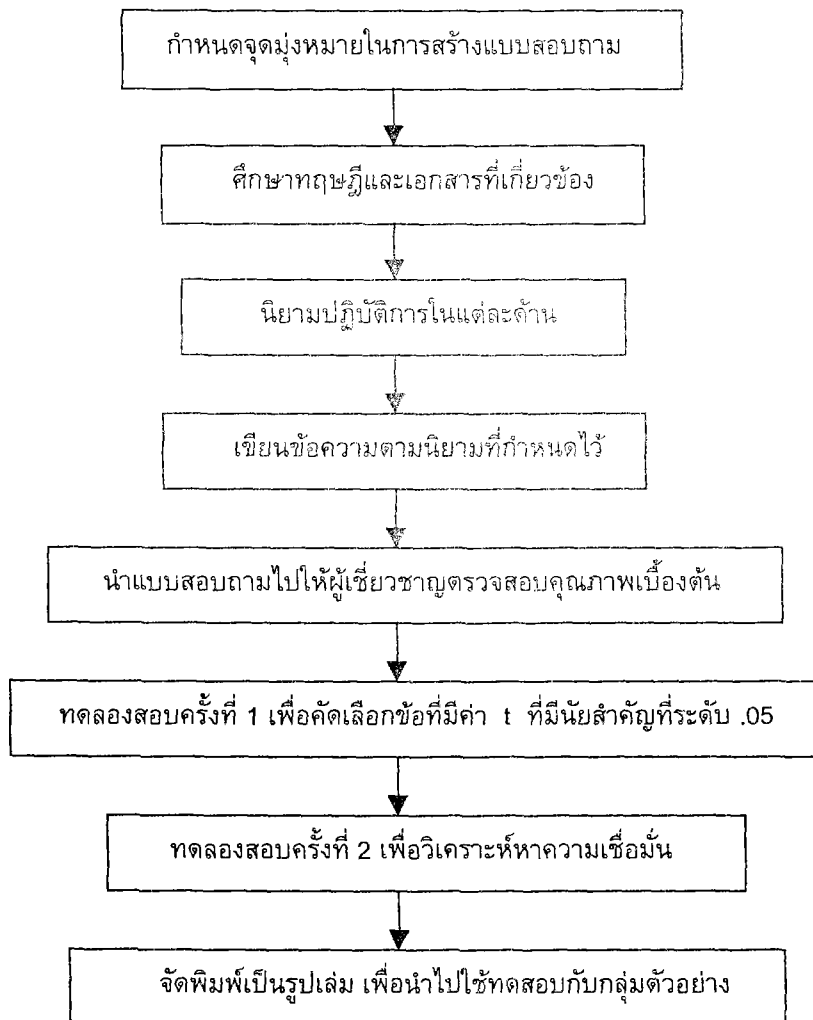 กำหนดจุดมุ่งหมายในการสร้างแบบสอบถาม
ศึกษาทฤษฎีและเอกสารที่เกี่ยวข้อง
นิยามปฏิบัติการในแต่ละด้าน
เขียนข้อความตามนิยามที่กำหนดไว้
นำแบบสอบถามไปให้ผู้เชี่ยวชาญตรวจสอบคุณภาพเบื้องต้น
ทดลองสอบครั้งที่ 1 เพื่อคัดเลือกข้อที่มีค่า t ที่มีนัยสำคัญที่ระดับ .05
ทดลองสอบครั้งที่ 2 เพื่อวิเคราะห์หาความเชื่อมั่น
จัดพิมพ์เป็นรูปเล่ม เพื่อนำไปใช้ทดสอบกับกลุ่มตัวอย่าง